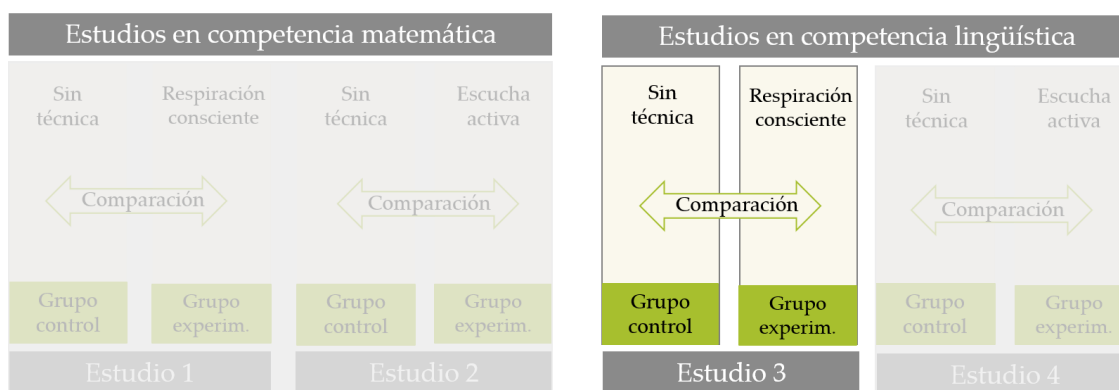 Estudios en competencia matemática
Estudios en competencia lingüística
Sin
técnica
Respiración
consciente
Sin
técnica
Escucha
activa
Sin
técnica
Respiración
consciente
Sin
técnica
Escucha
activa
Comparación
Comparación
Comparación
Comparación
Grupo
control
Grupo
experim.
Grupo
control
Grupo
experim.
Grupo
control
Grupo
experim.
Grupo
control
Grupo
experim.
Estudio 1
Estudio 2
Estudio 3
Estudio 4